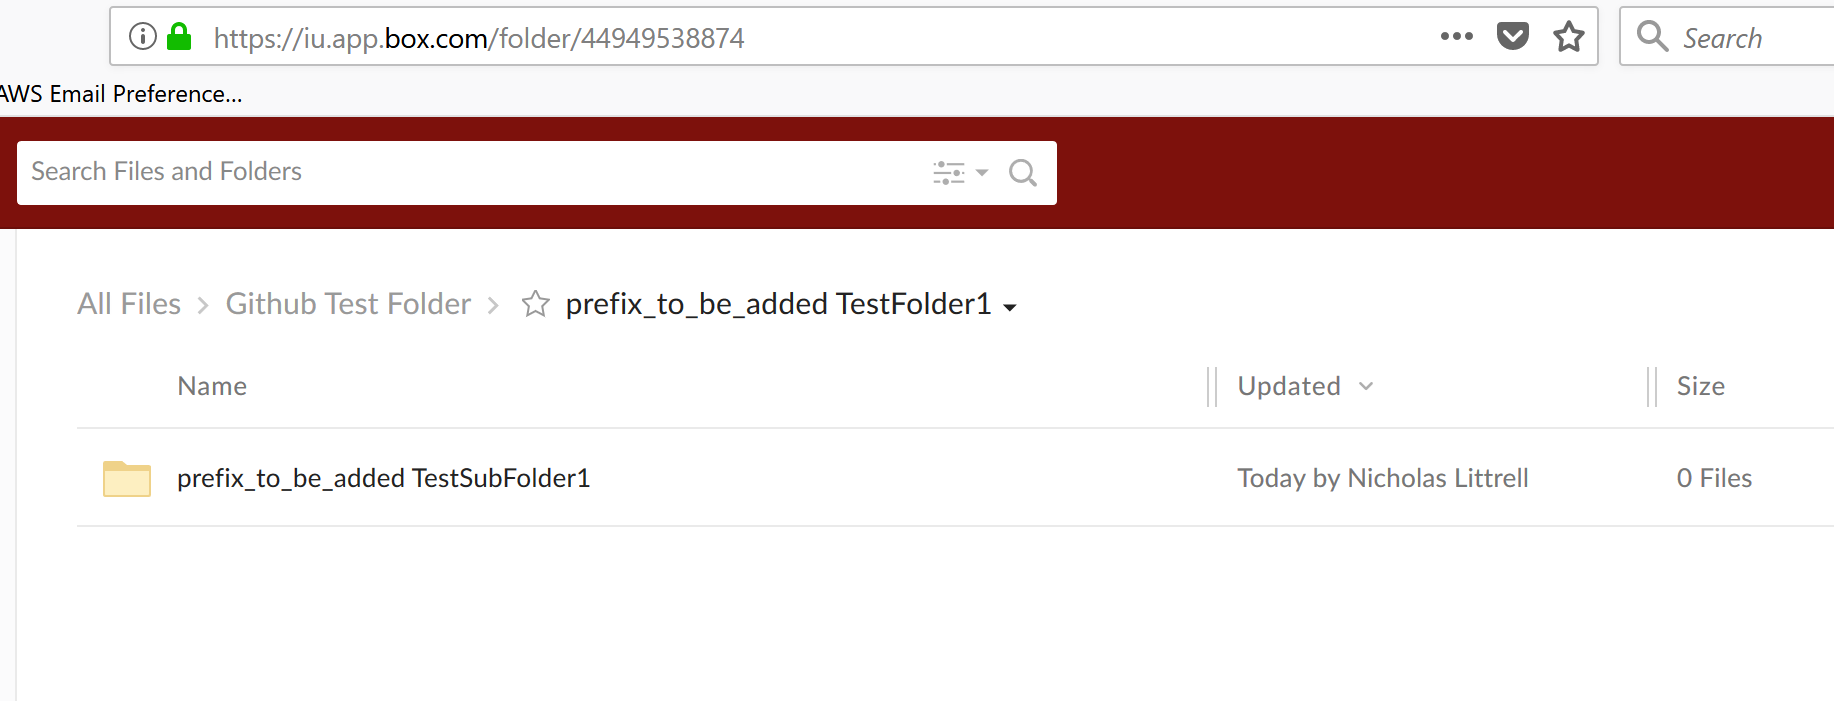 https://iu.app.box.com/folder/44949538874
Search
AWS Email Preference...
Search Files and Folders
All Files > Github Test Folder > prefix_to_be_added TestFolder1
Name Updated Size
prefix_to_be_added TestSubFolder1 Today by Nicholas Littrell 0 Files